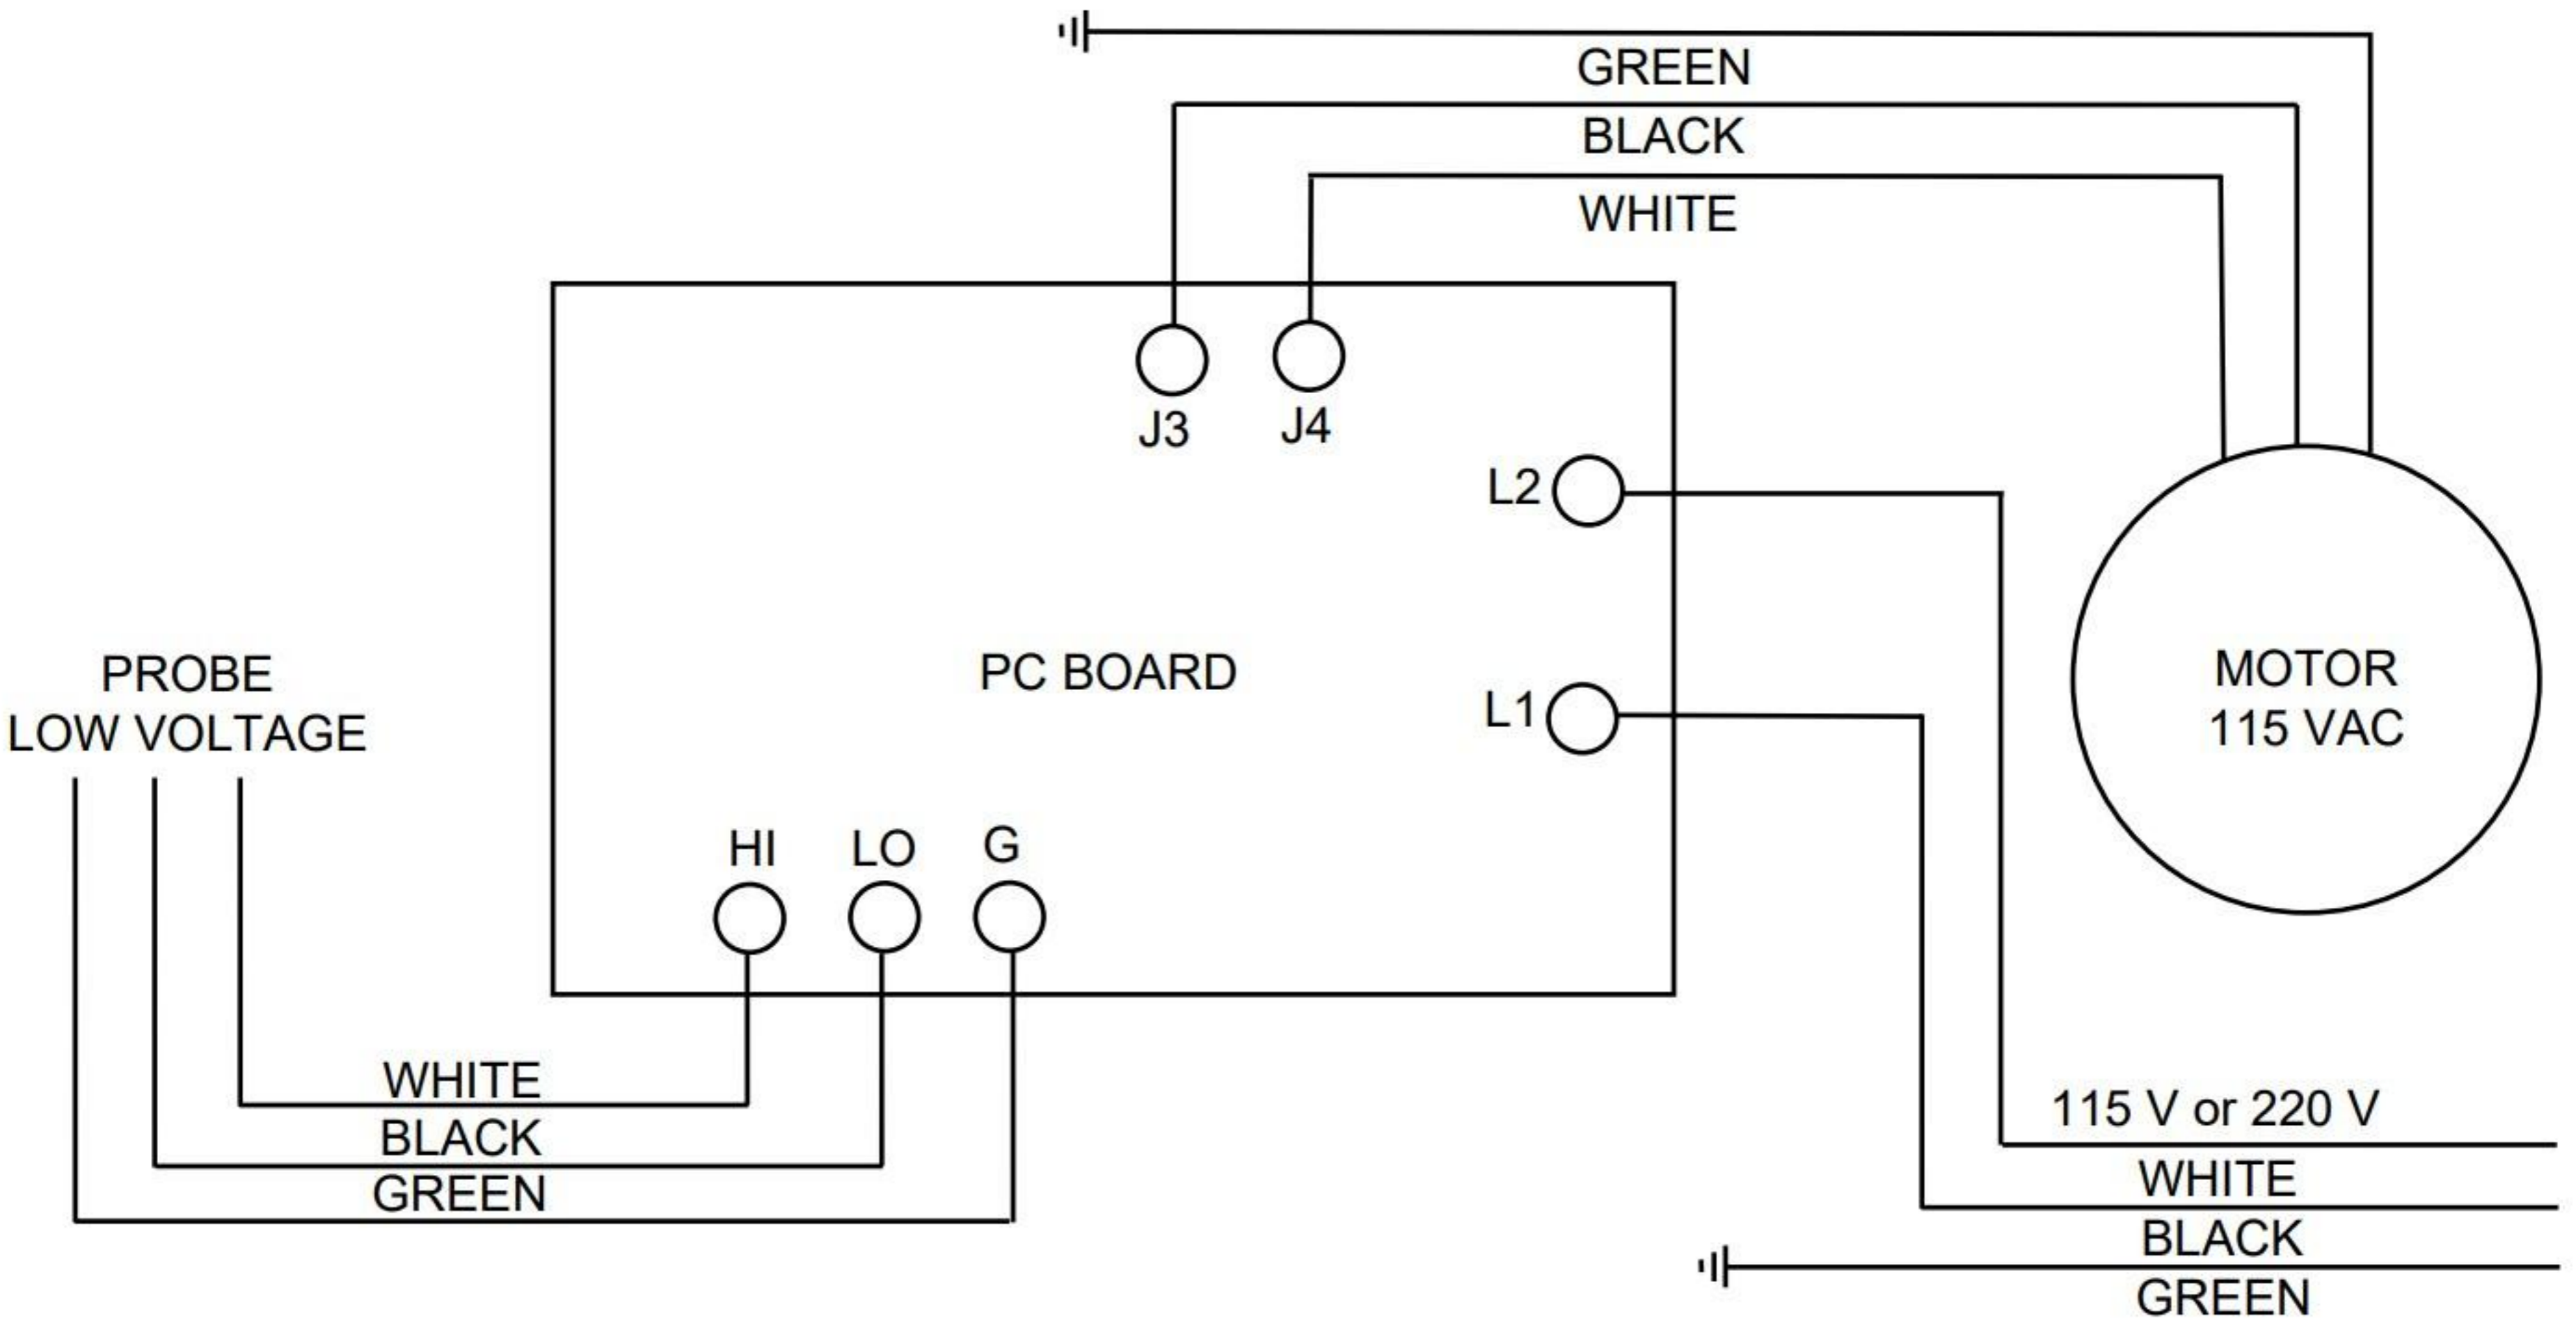 GREEN
BLACK
WHITE
J3
J4
L2
PROBE
LOW VOLTAGE
PC BOARD
L1
MOTOR
115 VAC
HI
LO
G
WHITE
BLACK
GREEN
115 V or 220 V
WHITE
BLACK
GREEN